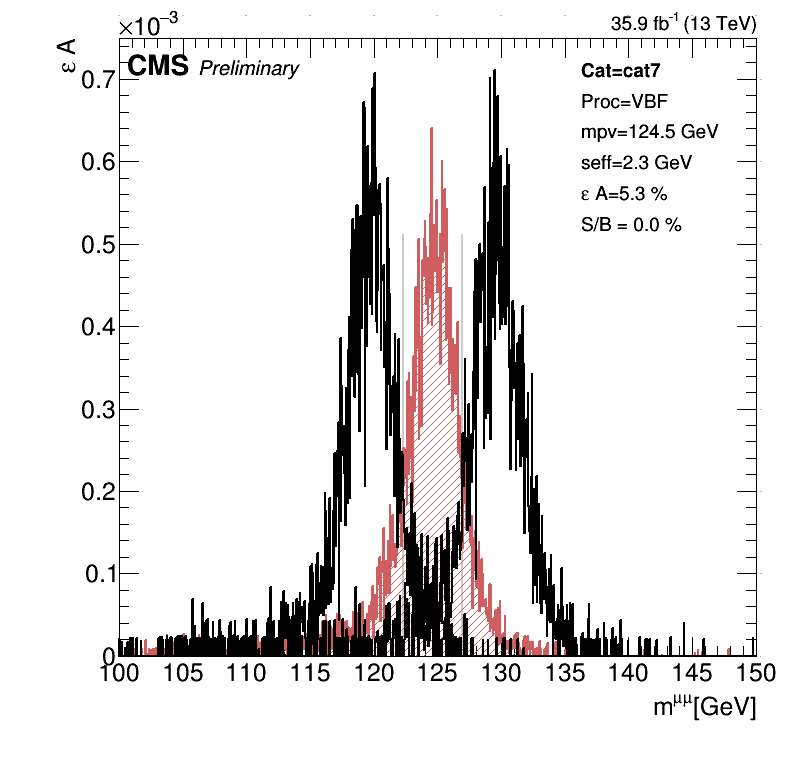 ×10⁻³
35.9 fb⁻¹ (13 TeV)
ε A
CMS Preliminary
Cat=cat7
Proc=VBF
mpv=124.5 GeV
seff=2.3 GeV
ε A=5.3 %
S/B = 0.0 %
0.7
0.6
0.5
0.4
0.3
0.2
0.1
0
100 105 110 115 120 125 130 135 140 145 150
m^μμ[GeV]